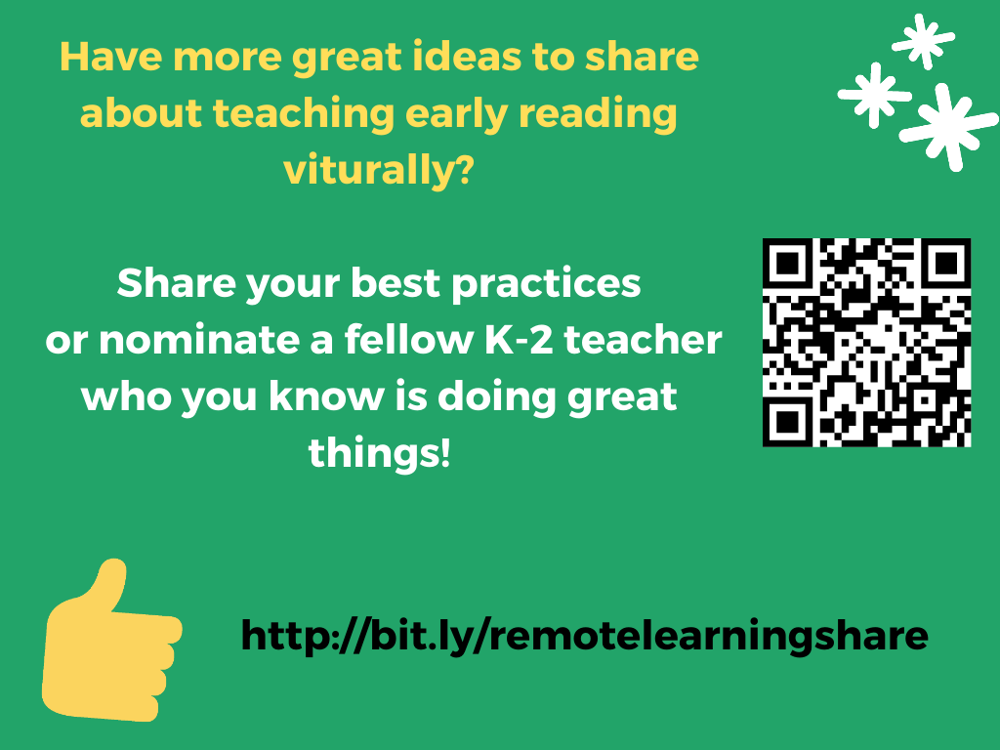 Have more great ideas to share
about teaching early reading
viturally?
Share your best practices
or nominate a fellow K-2 teacher
who you know is doing great
things!
http://bit.ly/remotelearningshare